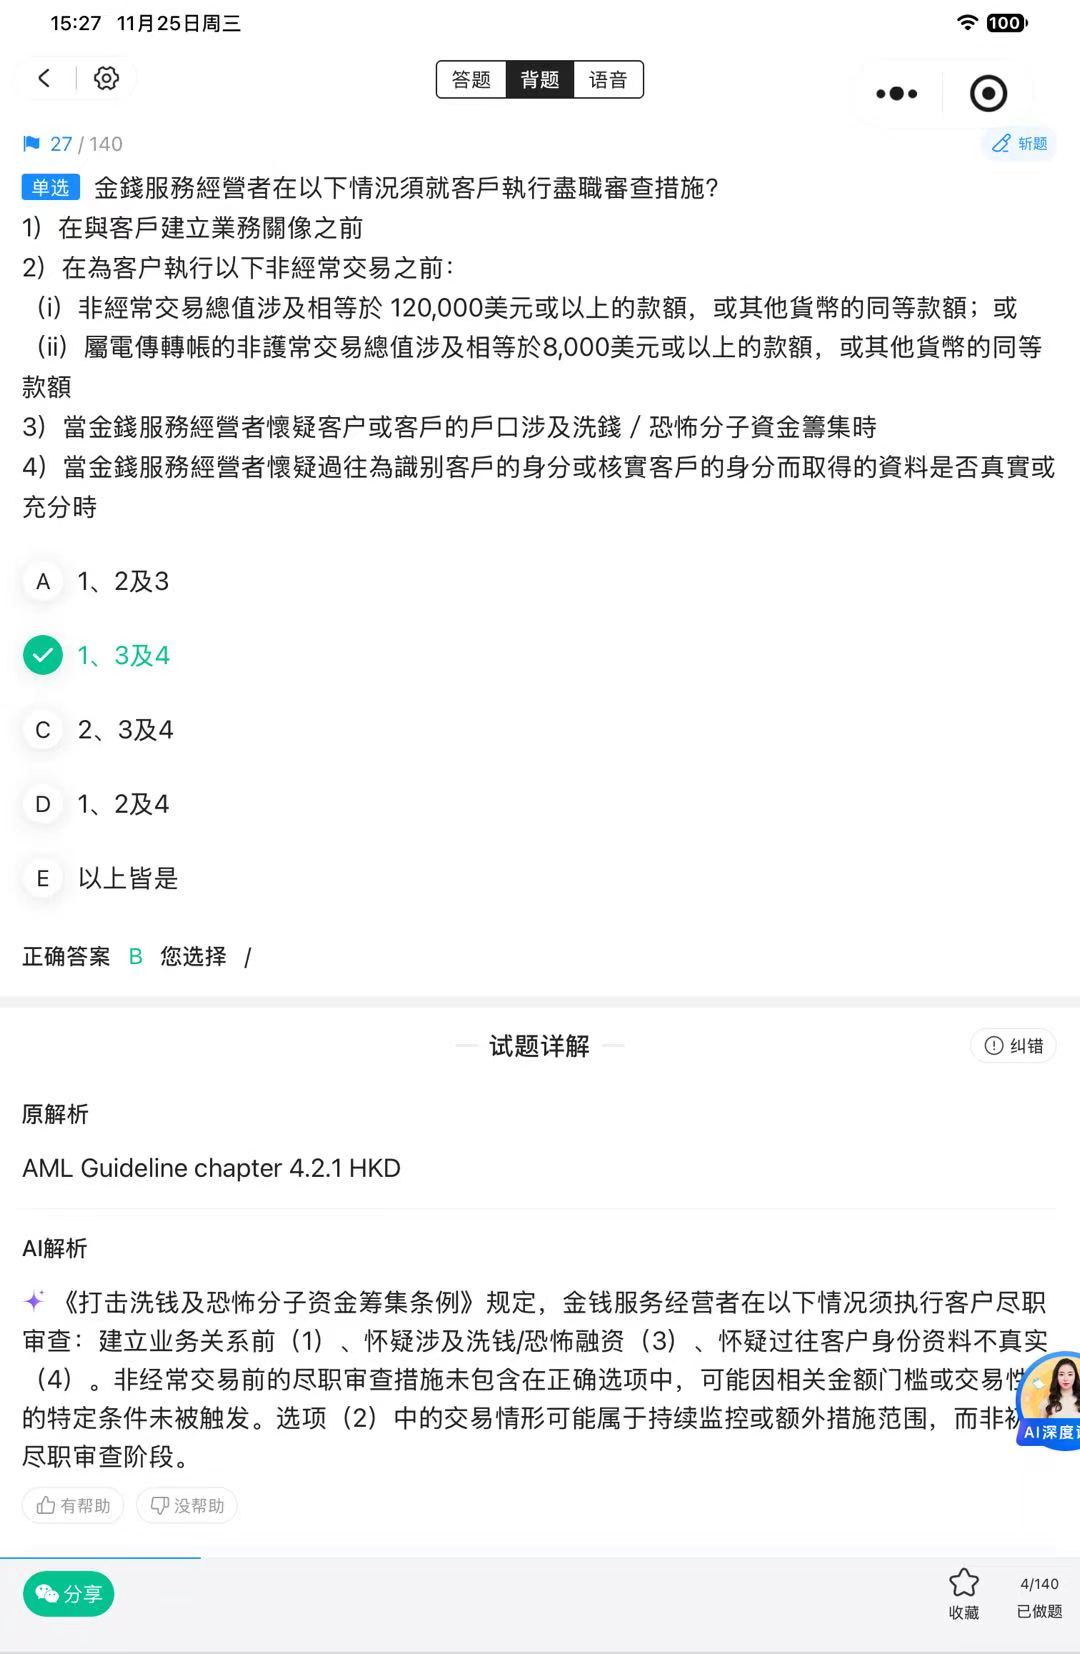 15:27 11月25日周三
100
答题 背题 语音
27 / 140
斩题
单选 金錢服務經營者在以下情況須就客戶執行盡職審查措施?
1）在與客戶建立業務關像之前
2）在為客户執行以下非經常交易之前：
（i）非經常交易總值涉及相等於 120,000美元或以上的款額，或其他貨幣的同等款額；或
（ii）屬電傳轉帳的非護常交易總值涉及相等於8,000美元或以上的款額，或其他貨幣的同等
款額
3）當金錢服務經營者懷疑客户或客戶的戶口涉及洗錢 / 恐怖分子資金籌集時
4）當金錢服務經營者懷疑過往為識别客戶的身分或核實客戶的身分而取得的資料是否真實或
充分時
A 1、2及3
1、3及4
C 2、3及4
D 1、2及4
E 以上皆是
正确答案 B 您选择 /
试题详解
纠错
原解析
AML Guideline chapter 4.2.1 HKD
AI解析
《打击洗钱及恐怖分子资金筹集条例》规定，金钱服务经营者在以下情况须执行客户尽职
审查：建立业务关系前（1）、怀疑涉及洗钱/恐怖融资（3）、怀疑过往客户身份资料不真实
（4）。非经常交易前的尽职审查措施未包含在正确选项中，可能因相关金额门槛或交易性
的特定条件未被触发。选项（2）中的交易情形可能属于持续监控或额外措施范围，而非初
尽职审查阶段。
AI深度
有帮助 没帮助
分享
收藏
4/140
已做题